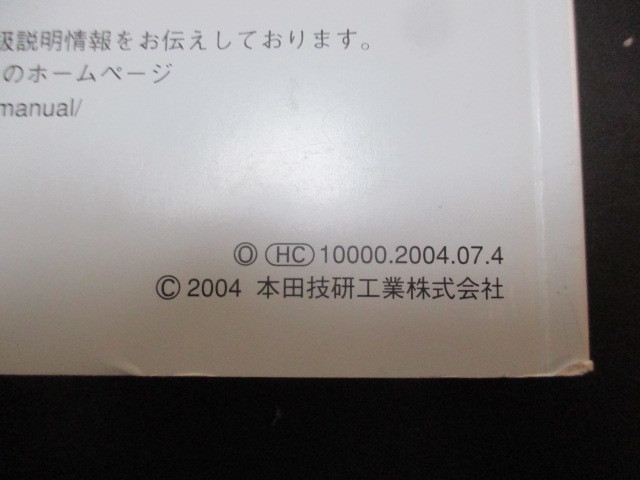 扱説明情報をお伝えしております。
のホームページ
manual/
Ⓞ HC 10000.2004.07.4
© 2004 本田技研工業株式会社